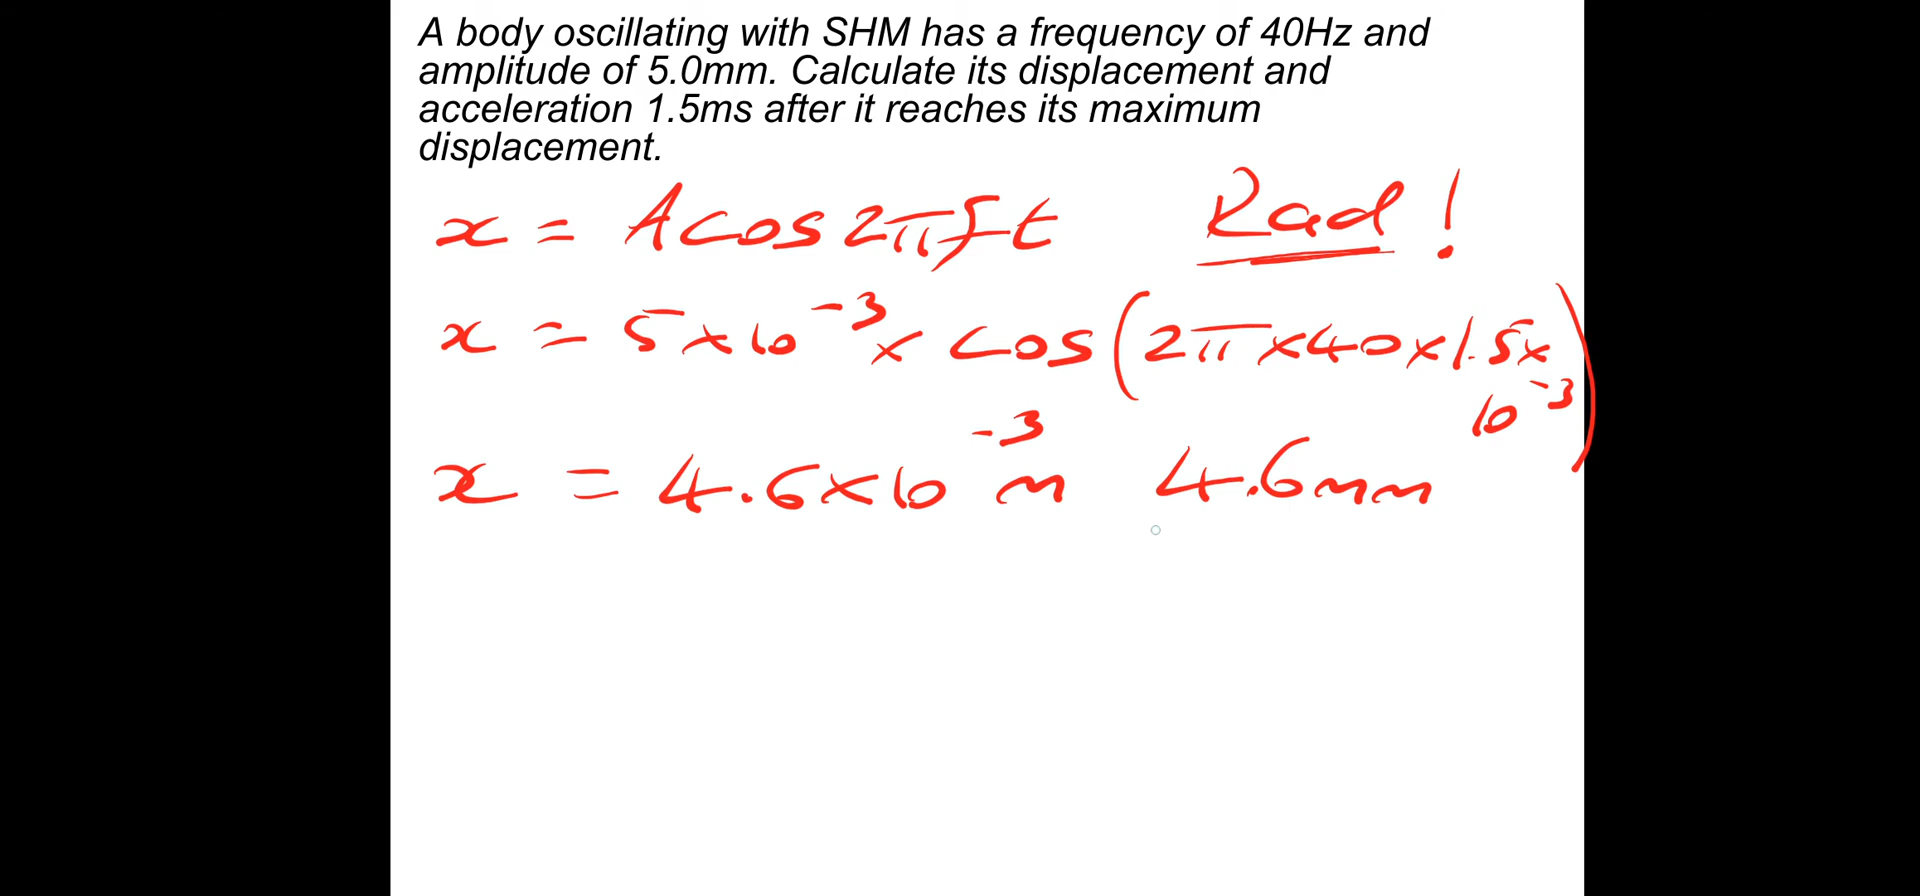 A body oscillating with SHM has a frequency of 40Hz and
amplitude of 5.0mm. Calculate its displacement and
acceleration 1.5ms after it reaches its maximum
displacement.
x = A cos 2πft Rad!
x = 5 × 10⁻³ × cos (2π × 40 × 1.5 × 10⁻³)
x = 4.6 × 10⁻³ m 4.6mm